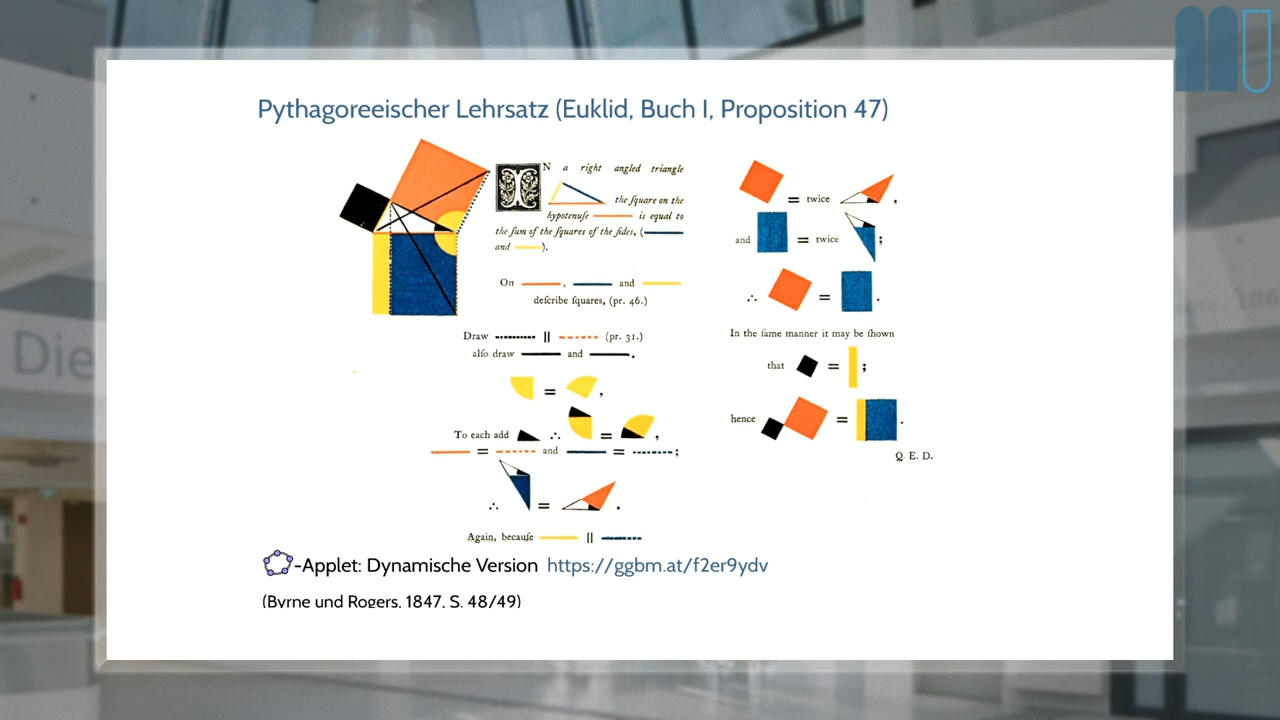 Pythagoreeischer Lehrsatz (Euklid, Buch I, Proposition 47)
IN a right angled triangle
the ſquare on the
hypotenuſe is equal to
the ſum of the ſquares of the ſides, (
and ).
On , and
deſcribe ſquares, (pr. 46.)
Draw || (pr. 31.)
alſo draw and .
= ,
To each add ∴ = ,
= and = ;
∴ = .
Again, becauſe ||
= twice ,
and = twice ;
∴ = .
In the ſame manner it may be ſhown
that = ;
hence = .
Q. E. D.
-Applet: Dynamische Version https://ggbm.at/f2er9ydv
(Byrne und Rogers, 1847, S. 48/49)
Die